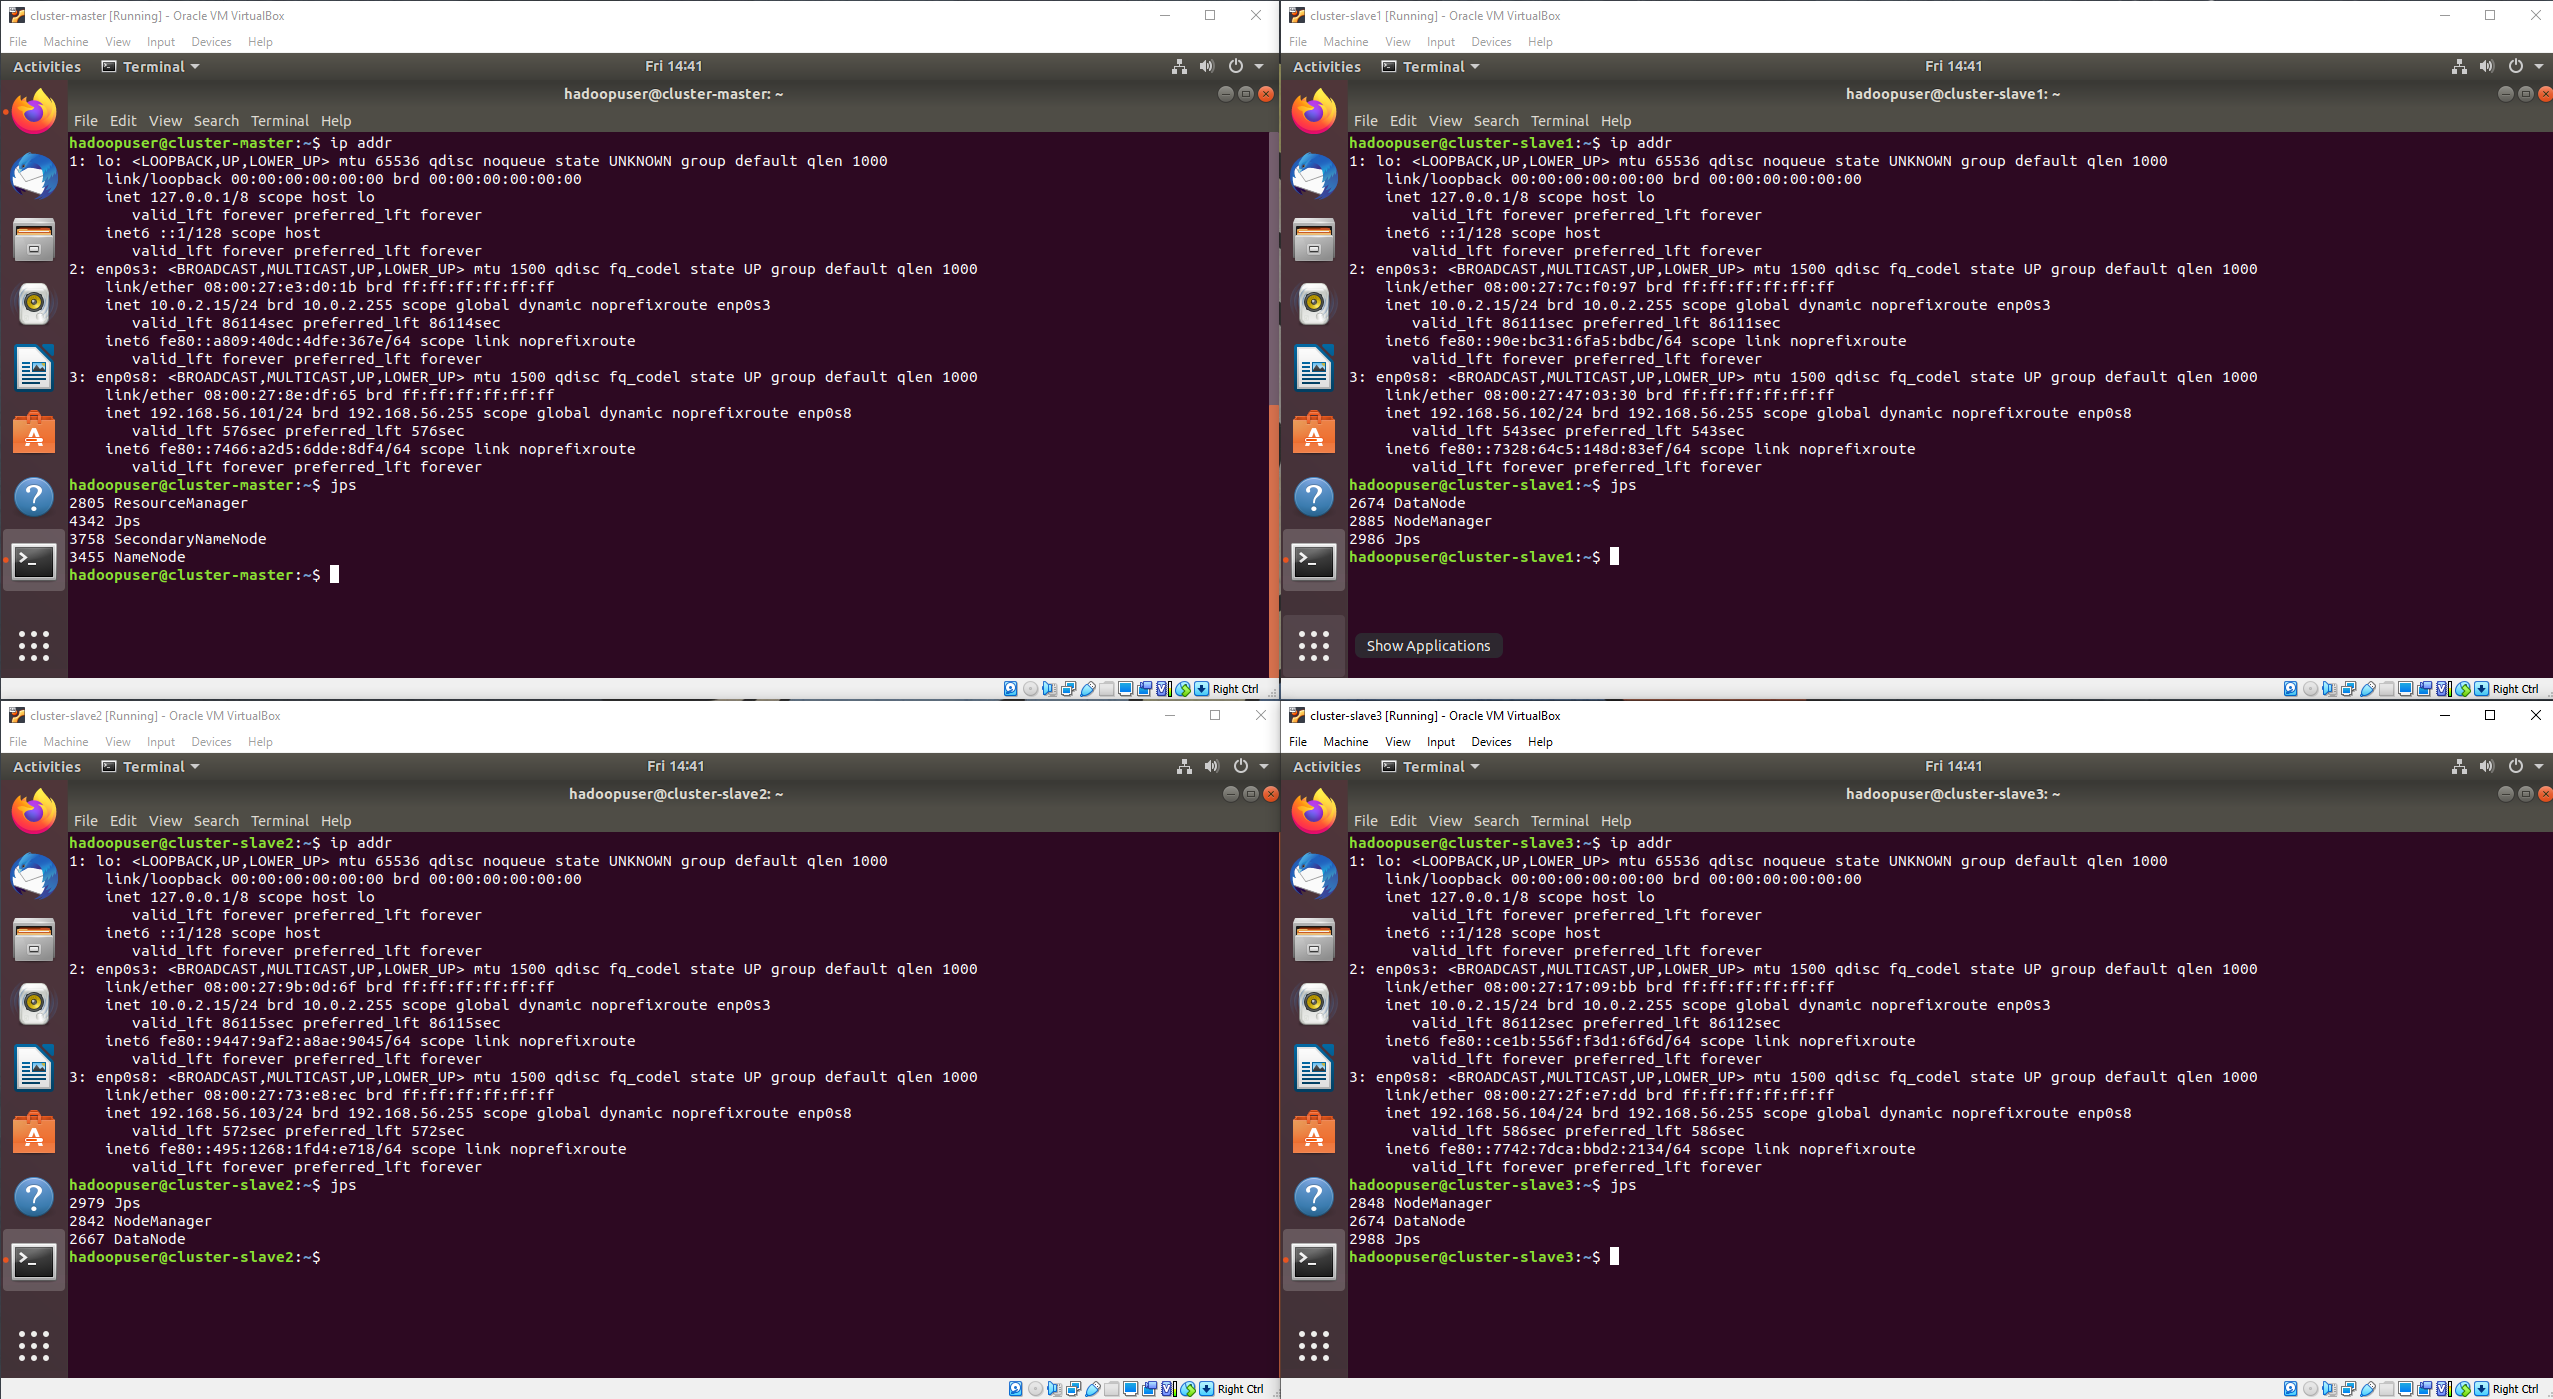 cluster-master [Running] - Oracle VM VirtualBox
File Machine View Input Devices Help
Activities Terminal Fri 14:41
hadoopuser@cluster-master: ~
File Edit View Search Terminal Help
hadoopuser@cluster-master:~$ ip addr
1: lo: <LOOPBACK,UP,LOWER_UP> mtu 65536 qdisc noqueue state UNKNOWN group default qlen 1000
link/loopback 00:00:00:00:00:00 brd 00:00:00:00:00:00
inet 127.0.0.1/8 scope host lo
valid_lft forever preferred_lft forever
inet6 ::1/128 scope host
valid_lft forever preferred_lft forever
2: enp0s3: <BROADCAST,MULTICAST,UP,LOWER_UP> mtu 1500 qdisc fq_codel state UP group default qlen 1000
link/ether 08:00:27:e3:d0:1b brd ff:ff:ff:ff:ff:ff
inet 10.0.2.15/24 brd 10.0.2.255 scope global dynamic noprefixroute enp0s3
valid_lft 86114sec preferred_lft 86114sec
inet6 fe80::a809:40dc:4dfe:367e/64 scope link noprefixroute
valid_lft forever preferred_lft forever
3: enp0s8: <BROADCAST,MULTICAST,UP,LOWER_UP> mtu 1500 qdisc fq_codel state UP group default qlen 1000
link/ether 08:00:27:8e:df:65 brd ff:ff:ff:ff:ff:ff
inet 192.168.56.101/24 brd 192.168.56.255 scope global dynamic noprefixroute enp0s8
valid_lft 576sec preferred_lft 576sec
inet6 fe80::7466:a2d5:6dde:8df4/64 scope link noprefixroute
valid_lft forever preferred_lft forever
hadoopuser@cluster-master:~$ jps
2805 ResourceManager
4342 Jps
3758 SecondaryNameNode
3455 NameNode
hadoopuser@cluster-master:~$
Right Ctrl
cluster-slave1 [Running] - Oracle VM VirtualBox
File Machine View Input Devices Help
Activities Terminal Fri 14:41
hadoopuser@cluster-slave1: ~
File Edit View Search Terminal Help
hadoopuser@cluster-slave1:~$ ip addr
1: lo: <LOOPBACK,UP,LOWER_UP> mtu 65536 qdisc noqueue state UNKNOWN group default qlen 1000
link/loopback 00:00:00:00:00:00 brd 00:00:00:00:00:00
inet 127.0.0.1/8 scope host lo
valid_lft forever preferred_lft forever
inet6 ::1/128 scope host
valid_lft forever preferred_lft forever
2: enp0s3: <BROADCAST,MULTICAST,UP,LOWER_UP> mtu 1500 qdisc fq_codel state UP group default qlen 1000
link/ether 08:00:27:7c:f0:97 brd ff:ff:ff:ff:ff:ff
inet 10.0.2.15/24 brd 10.0.2.255 scope global dynamic noprefixroute enp0s3
valid_lft 86111sec preferred_lft 86111sec
inet6 fe80::90e:bc31:6fa5:bdbc/64 scope link noprefixroute
valid_lft forever preferred_lft forever
3: enp0s8: <BROADCAST,MULTICAST,UP,LOWER_UP> mtu 1500 qdisc fq_codel state UP group default qlen 1000
link/ether 08:00:27:47:03:30 brd ff:ff:ff:ff:ff:ff
inet 192.168.56.102/24 brd 192.168.56.255 scope global dynamic noprefixroute enp0s8
valid_lft 543sec preferred_lft 543sec
inet6 fe80::7328:64c5:148d:83ef/64 scope link noprefixroute
valid_lft forever preferred_lft forever
hadoopuser@cluster-slave1:~$ jps
2674 DataNode
2885 NodeManager
2986 Jps
hadoopuser@cluster-slave1:~$
Show Applications
Right Ctrl
cluster-slave2 [Running] - Oracle VM VirtualBox
File Machine View Input Devices Help
Activities Terminal Fri 14:41
hadoopuser@cluster-slave2: ~
File Edit View Search Terminal Help
hadoopuser@cluster-slave2:~$ ip addr
1: lo: <LOOPBACK,UP,LOWER_UP> mtu 65536 qdisc noqueue state UNKNOWN group default qlen 1000
link/loopback 00:00:00:00:00:00 brd 00:00:00:00:00:00
inet 127.0.0.1/8 scope host lo
valid_lft forever preferred_lft forever
inet6 ::1/128 scope host
valid_lft forever preferred_lft forever
2: enp0s3: <BROADCAST,MULTICAST,UP,LOWER_UP> mtu 1500 qdisc fq_codel state UP group default qlen 1000
link/ether 08:00:27:9b:0d:6f brd ff:ff:ff:ff:ff:ff
inet 10.0.2.15/24 brd 10.0.2.255 scope global dynamic noprefixroute enp0s3
valid_lft 86115sec preferred_lft 86115sec
inet6 fe80::9447:9af2:a8ae:9045/64 scope link noprefixroute
valid_lft forever preferred_lft forever
3: enp0s8: <BROADCAST,MULTICAST,UP,LOWER_UP> mtu 1500 qdisc fq_codel state UP group default qlen 1000
link/ether 08:00:27:73:e8:ec brd ff:ff:ff:ff:ff:ff
inet 192.168.56.103/24 brd 192.168.56.255 scope global dynamic noprefixroute enp0s8
valid_lft 572sec preferred_lft 572sec
inet6 fe80::495:1268:1fd4:e718/64 scope link noprefixroute
valid_lft forever preferred_lft forever
hadoopuser@cluster-slave2:~$ jps
2979 Jps
2842 NodeManager
2667 DataNode
hadoopuser@cluster-slave2:~$
Right Ctrl
cluster-slave3 [Running] - Oracle VM VirtualBox
File Machine View Input Devices Help
Activities Terminal Fri 14:41
hadoopuser@cluster-slave3: ~
File Edit View Search Terminal Help
hadoopuser@cluster-slave3:~$ ip addr
1: lo: <LOOPBACK,UP,LOWER_UP> mtu 65536 qdisc noqueue state UNKNOWN group default qlen 1000
link/loopback 00:00:00:00:00:00 brd 00:00:00:00:00:00
inet 127.0.0.1/8 scope host lo
valid_lft forever preferred_lft forever
inet6 ::1/128 scope host
valid_lft forever preferred_lft forever
2: enp0s3: <BROADCAST,MULTICAST,UP,LOWER_UP> mtu 1500 qdisc fq_codel state UP group default qlen 1000
link/ether 08:00:27:17:09:bb brd ff:ff:ff:ff:ff:ff
inet 10.0.2.15/24 brd 10.0.2.255 scope global dynamic noprefixroute enp0s3
valid_lft 86112sec preferred_lft 86112sec
inet6 fe80::ce1b:556f:f3d1:6f6d/64 scope link noprefixroute
valid_lft forever preferred_lft forever
3: enp0s8: <BROADCAST,MULTICAST,UP,LOWER_UP> mtu 1500 qdisc fq_codel state UP group default qlen 1000
link/ether 08:00:27:2f:e7:dd brd ff:ff:ff:ff:ff:ff
inet 192.168.56.104/24 brd 192.168.56.255 scope global dynamic noprefixroute enp0s8
valid_lft 586sec preferred_lft 586sec
inet6 fe80::7742:7dca:bbd2:2134/64 scope link noprefixroute
valid_lft forever preferred_lft forever
hadoopuser@cluster-slave3:~$ jps
2848 NodeManager
2674 DataNode
2988 Jps
hadoopuser@cluster-slave3:~$
Right Ctrl